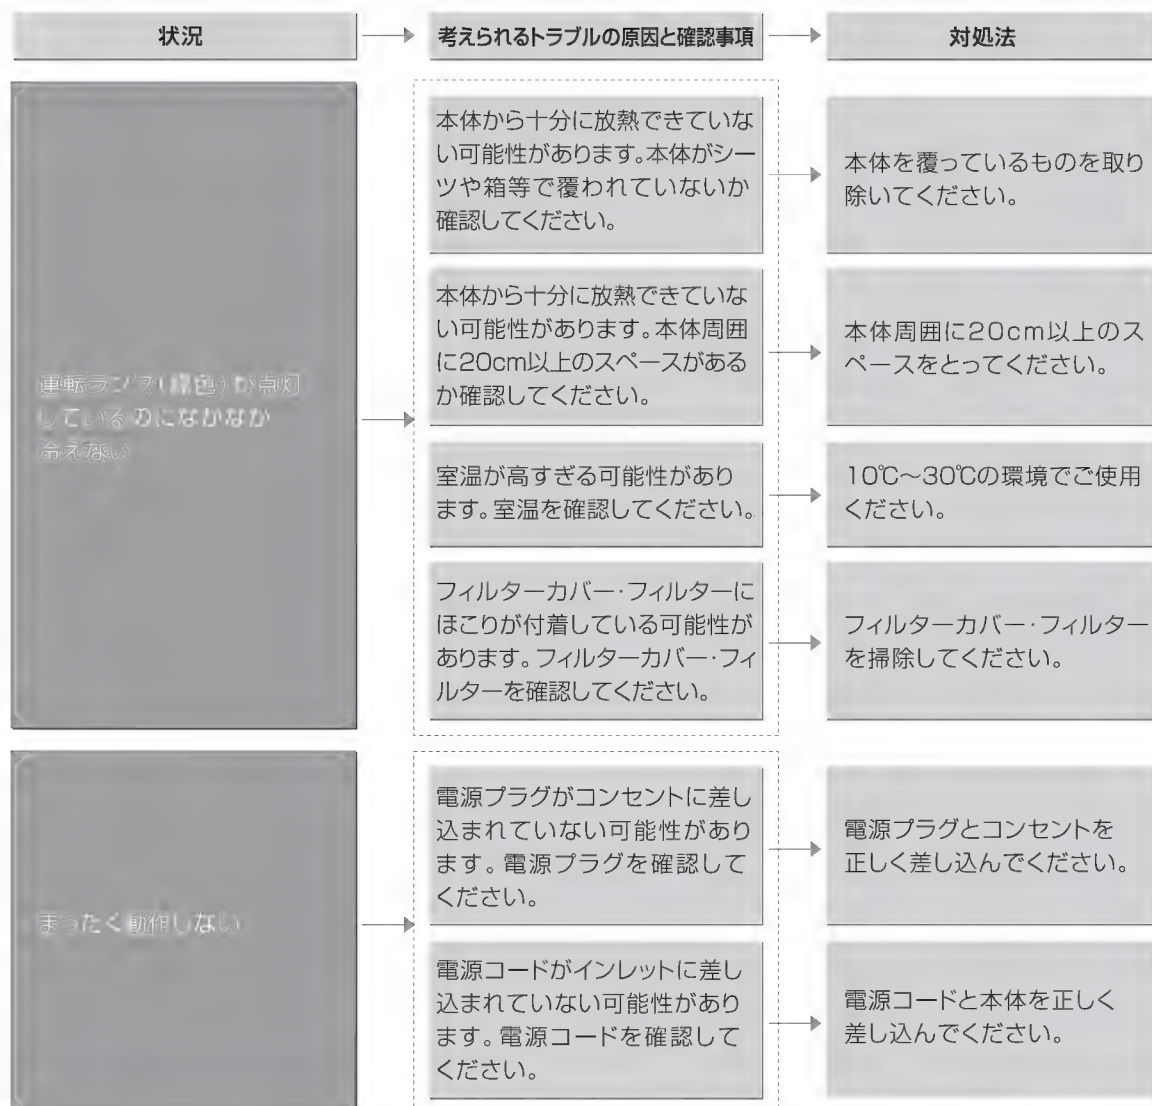 状況
考えられるトラブルの原因と確認事項
対処法
運転ランプ(緑色)が点灯
しているのになかなか
冷えない
本体から十分に放熱できていな
い可能性があります。本体がシー
ツや箱等で覆われていないか
確認してください。
本体を覆っているものを取り
除いてください。
本体から十分に放熱できていな
い可能性があります。本体周囲
に20cm以上のスペースがある
か確認してください。
本体周囲に20cm以上のス
ペースをとってください。
室温が高すぎる可能性があり
ます。室温を確認してください。
10℃～30℃の環境でご使用
ください。
フィルターカバー・フィルターに
ほこりが付着している可能性が
あります。フィルターカバー・フィ
ルターを確認してください。
フィルターカバー・フィルター
を掃除してください。
まったく動作しない
電源プラグがコンセントに差し
込まれていない可能性があり
ます。電源プラグを確認して
ください。
電源プラグとコンセントを
正しく差し込んでください。
電源コードがインレットに差し
込まれていない可能性があり
ます。電源コードを確認して
ください。
電源コードと本体を正しく
差し込んでください。